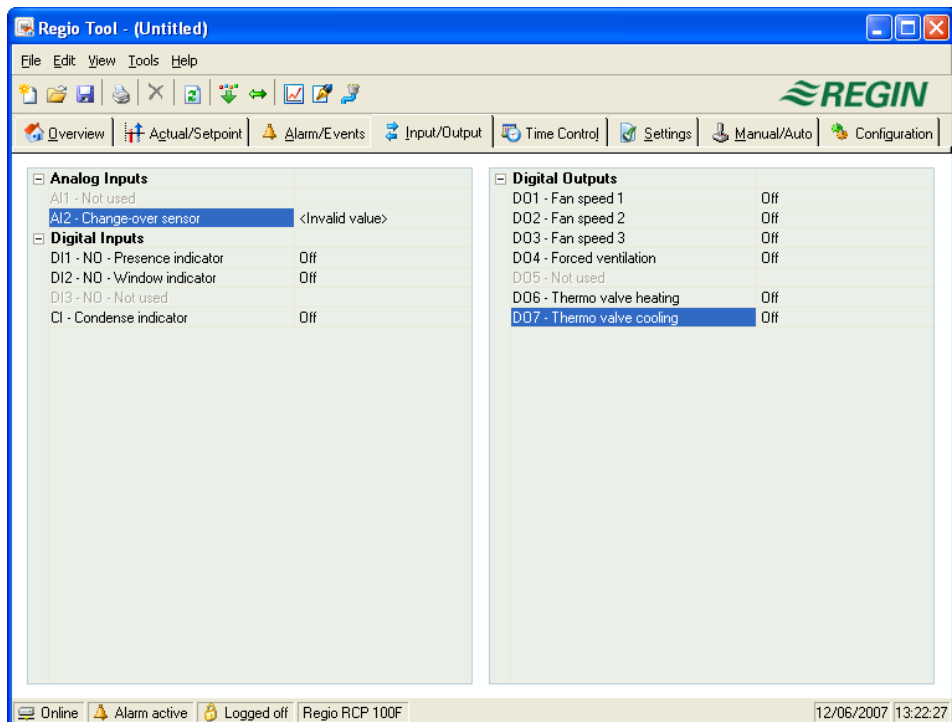 Regio Tool - (Untitled)
File Edit View Tools Help
REGIN
Overview Actual/Setpoint Alarm/Events Input/Output Time Control Settings Manual/Auto Configuration
Analog Inputs
AI1 - Not used
AI2 - Change-over sensor <Invalid value>
Digital Inputs
DI1 - NO - Presence indicator Off
DI2 - NO - Window indicator Off
DI3 - NO - Not used
CI - Condense indicator Off
Digital Outputs
DO1 - Fan speed 1 Off
DO2 - Fan speed 2 Off
DO3 - Fan speed 3 Off
DO4 - Forced ventilation Off
DO5 - Not used
DO6 - Thermo valve heating Off
DO7 - Thermo valve cooling Off
Online Alarm active Logged off Regio RCP 100F 12/06/2007 13:22:27